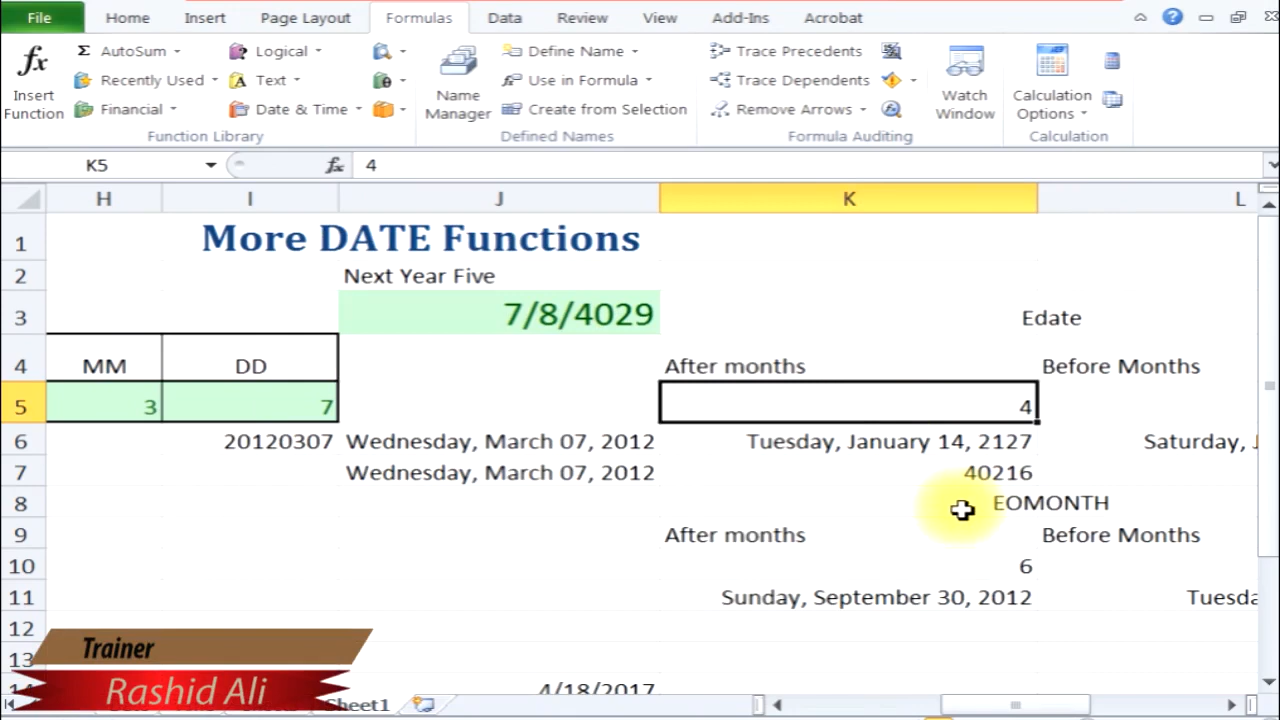 File Home Insert Page Layout Formulas Data Review View Add-Ins Acrobat
fx Σ AutoSum Logical Define Name Trace Precedents
Insert Function Recently Used Text Name Manager Use in Formula Trace Dependents Watch Window Calculation Options
Financial Date & Time Create from Selection Remove Arrows
Function Library Defined Names Formula Auditing Calculation
K5 fx 4
H I J K L
1 More DATE Functions
2 Next Year Five
3 7/8/4029 Edate
4 MM DD After months Before Months
5 3 7 4
6 20120307 Wednesday, March 07, 2012 Tuesday, January 14, 2127 Saturday, J
7 Wednesday, March 07, 2012 40216
8 EOMONTH
9 After months Before Months
10 6
11 Sunday, September 30, 2012 Tuesda
12 Trainer
13
14 Rashid Ali 4/18/2017
Sheet1